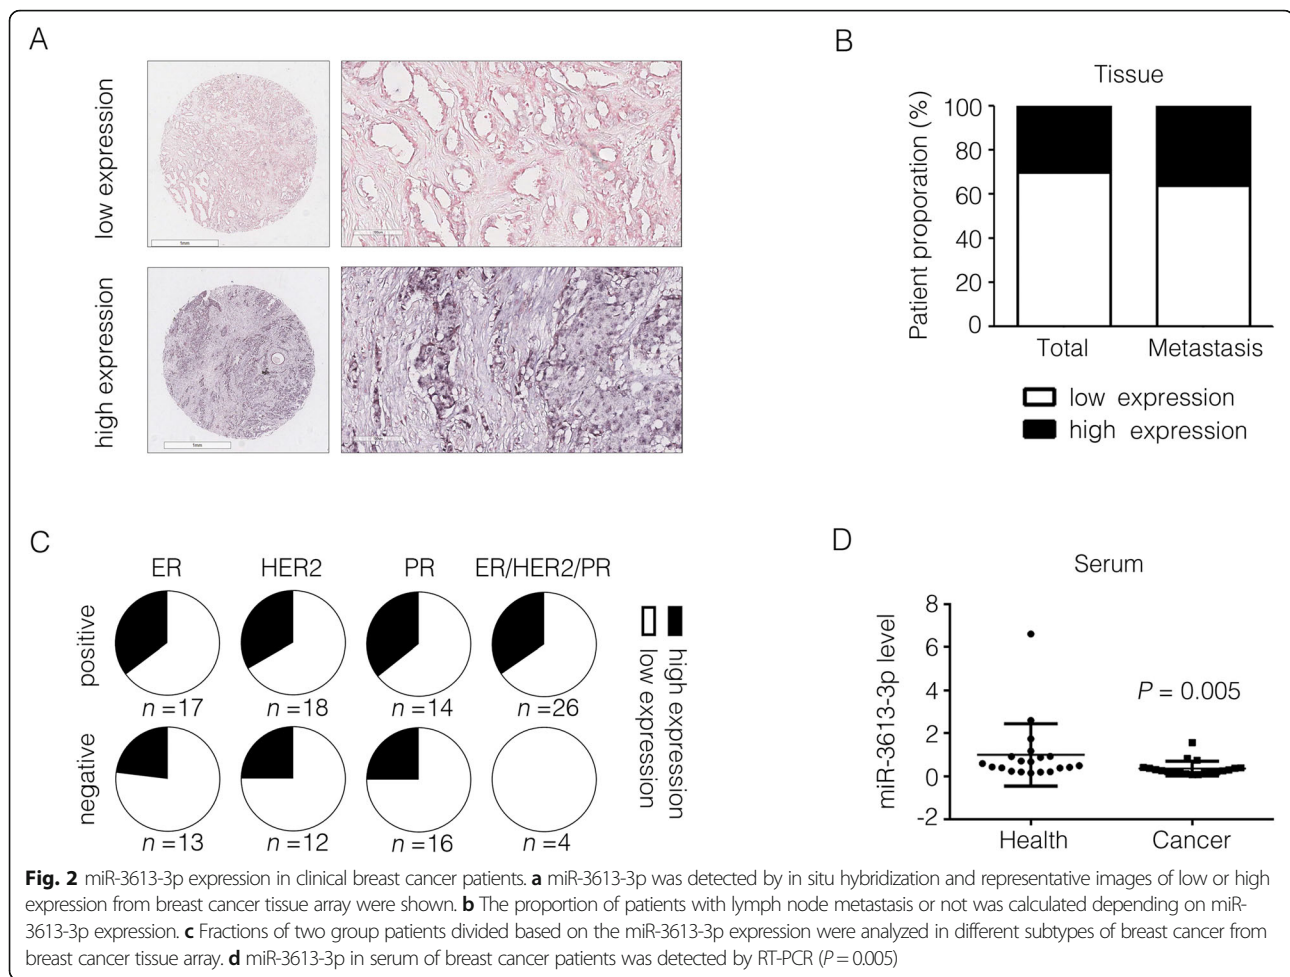 A
low expression
high expression
B
Tissue
Patient proporation (%)
100
80
60
40
20
0
Total Metastasis
low expression
high expression
C
ER HER2 PR ER/HER2/PR
positive
n=17 n=18 n=14 n=26
negative
n=13 n=12 n=16 n=4
high expression
low expression
D
Serum
miR-3613-3p level
8
6
4
2
0
-2
P = 0.005
Health Cancer
Fig. 2 miR-3613-3p expression in clinical breast cancer patients. a miR-3613-3p was detected by in situ hybridization and representative images of low or high
expression from breast cancer tissue array were shown. b The proportion of patients with lymph node metastasis or not was calculated depending on miR-
3613-3p expression. c Fractions of two group patients divided based on the miR-3613-3p expression were analyzed in different subtypes of breast cancer from
breast cancer tissue array. d miR-3613-3p in serum of breast cancer patients was detected by RT-PCR (P = 0.005)